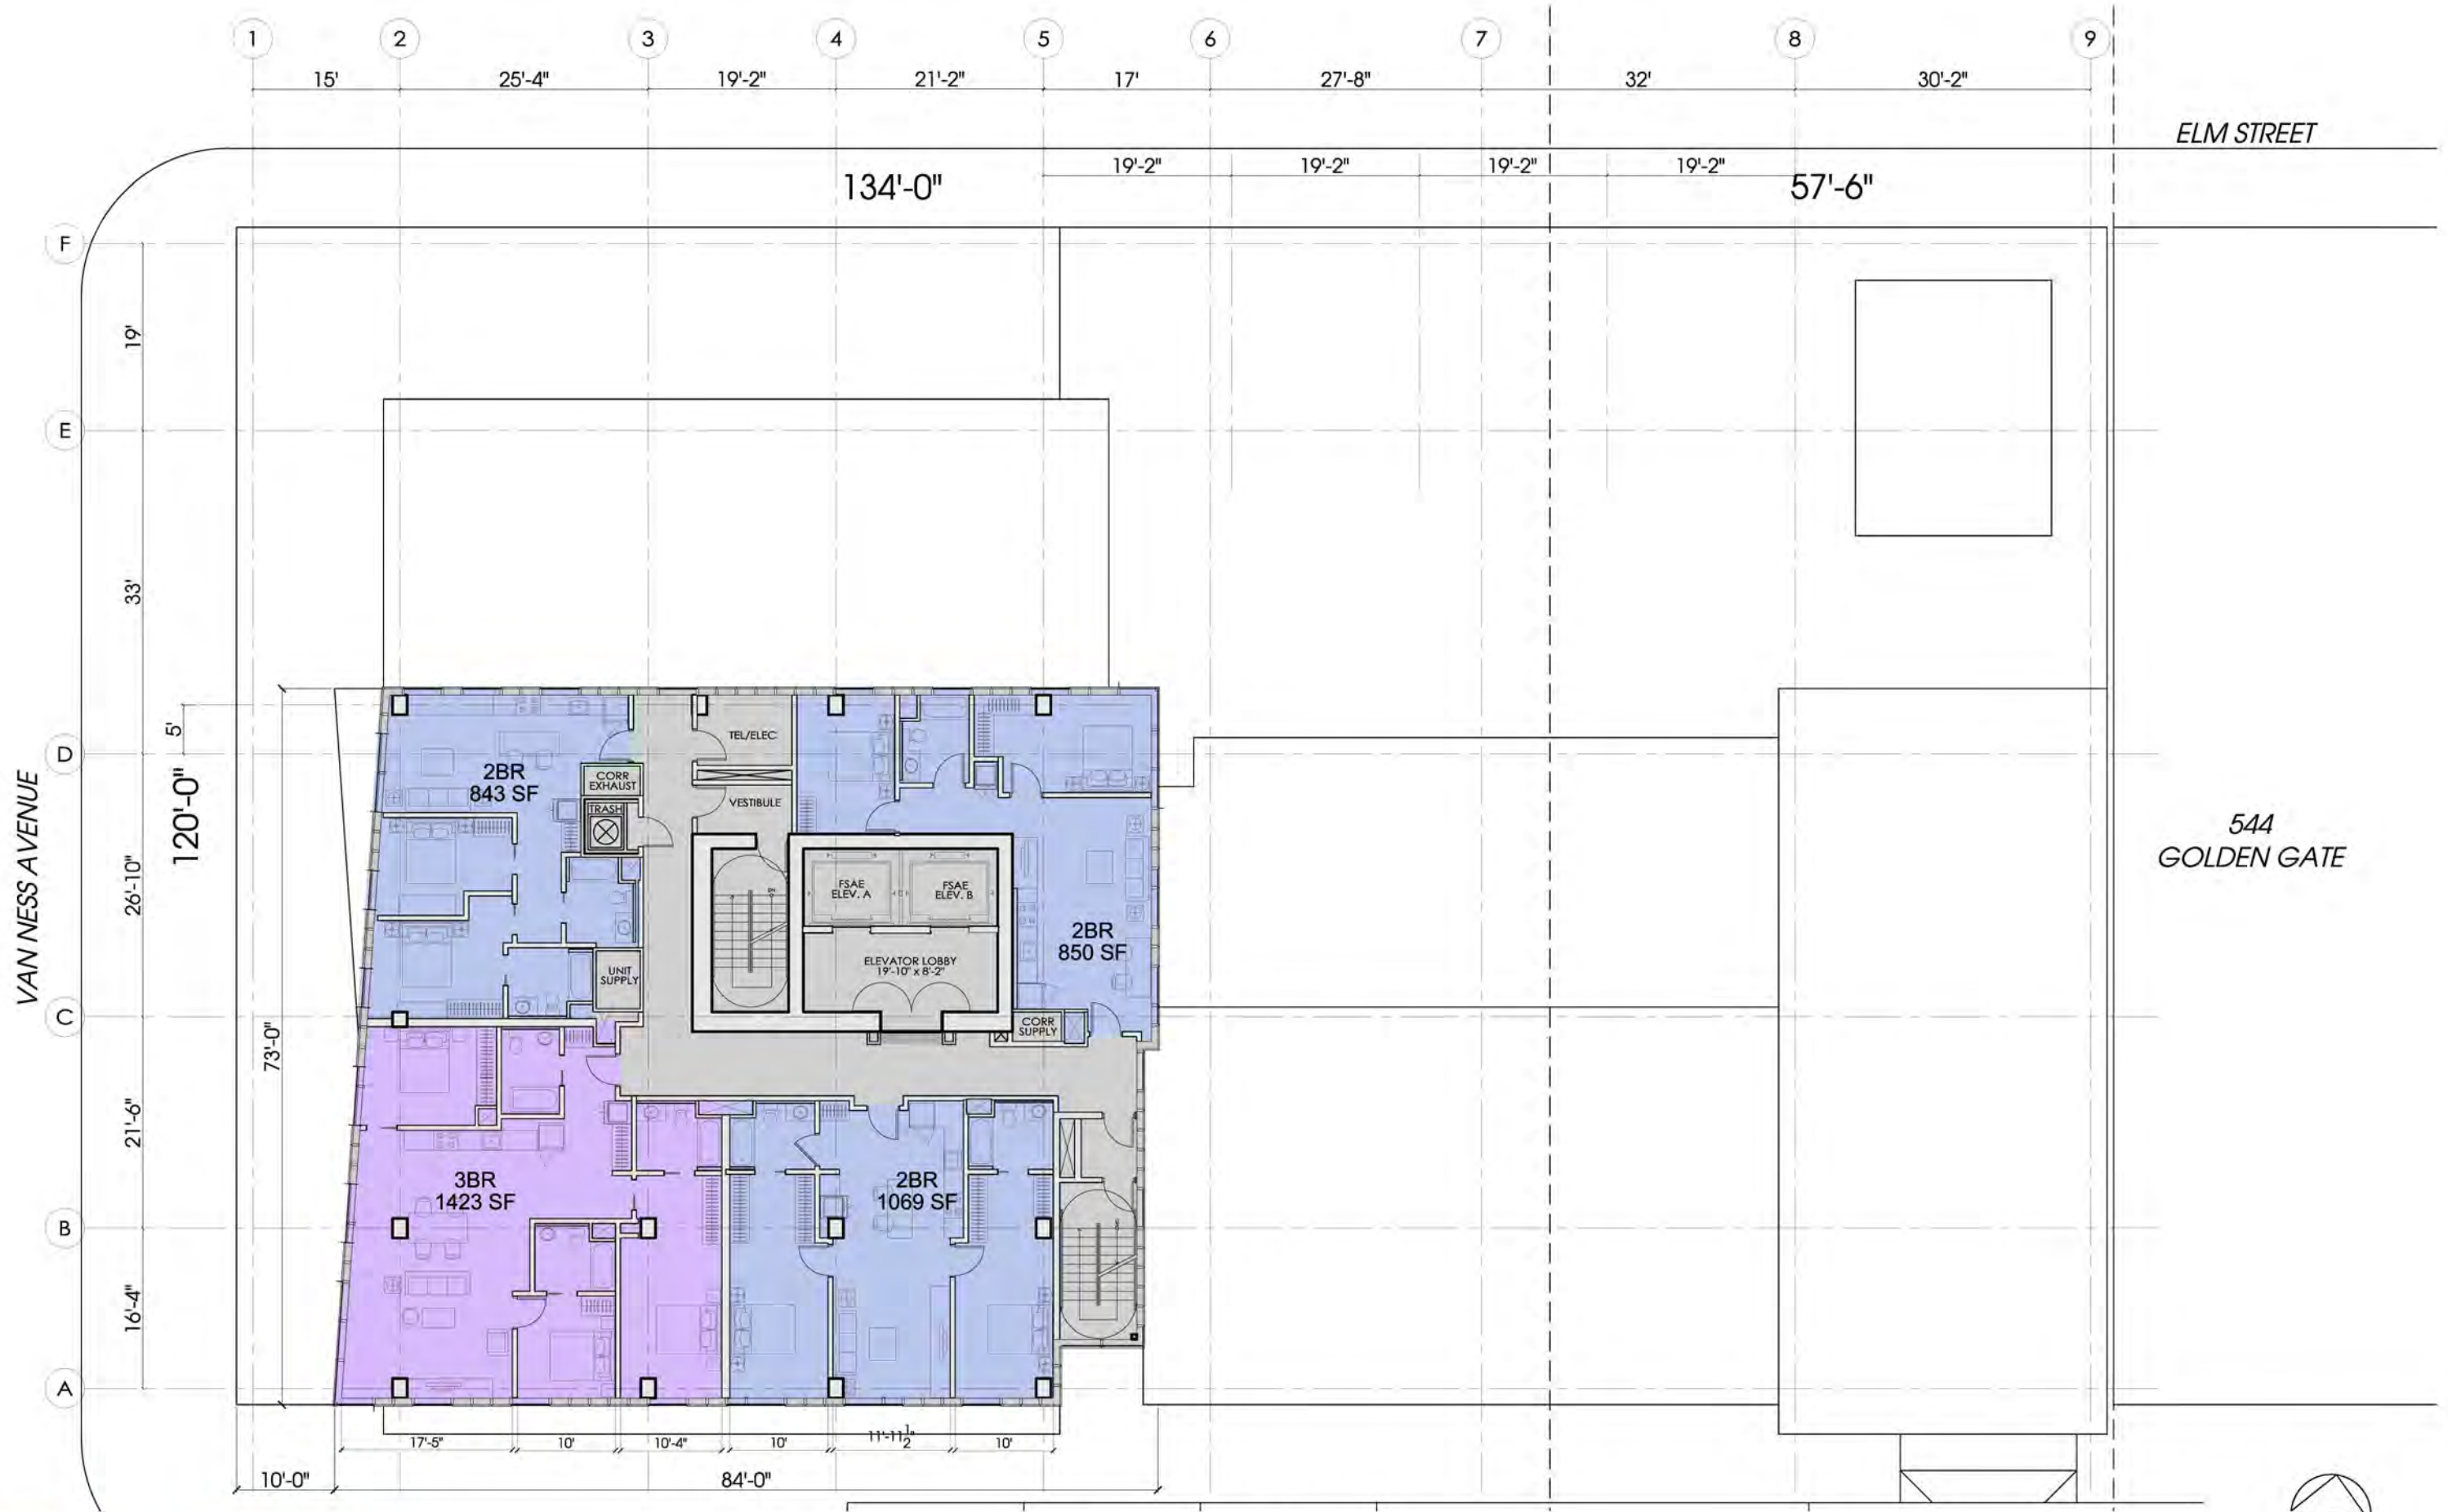 1 2 3 4 5 6 7 8 9
15' 25'-4" 19'-2" 21'-2" 17' 27'-8" 32' 30'-2"
ELM STREET
19'-2" 19'-2" 19'-2" 19'-2"
134'-0" 57'-6"
F
19'
E
33'
5'
D
TEL/ELEC
2BR
843 SF
CORR
EXHAUST
TRASH
VESTIBULE
VAN NESS AVENUE
120'-0"
26'-10"
544
GOLDEN GATE
FSAE
ELEV. A
FSAE
ELEV. B
DN
2BR
850 SF
UNIT
SUPPLY
ELEVATOR LOBBY
19'-10" x 8'-2"
C
CORR
SUPPLY
73'-0"
21'-6"
3BR
1423 SF
2BR
1069 SF
B
16'-4"
A
17'-5" 10' 10'-4" 10' 11'-11 1/2" 10'
10'-0" 84'-0"